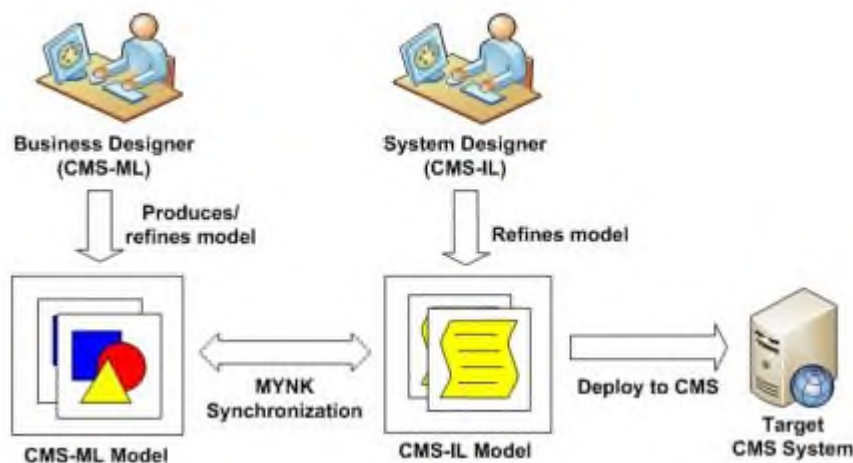 Business Designer
(CMS-ML)
System Designer
(CMS-IL)
Produces/
refines model
Refines model
MYNK
Synchronization
Deploy to CMS
CMS-ML Model
CMS-IL Model
Target
CMS System